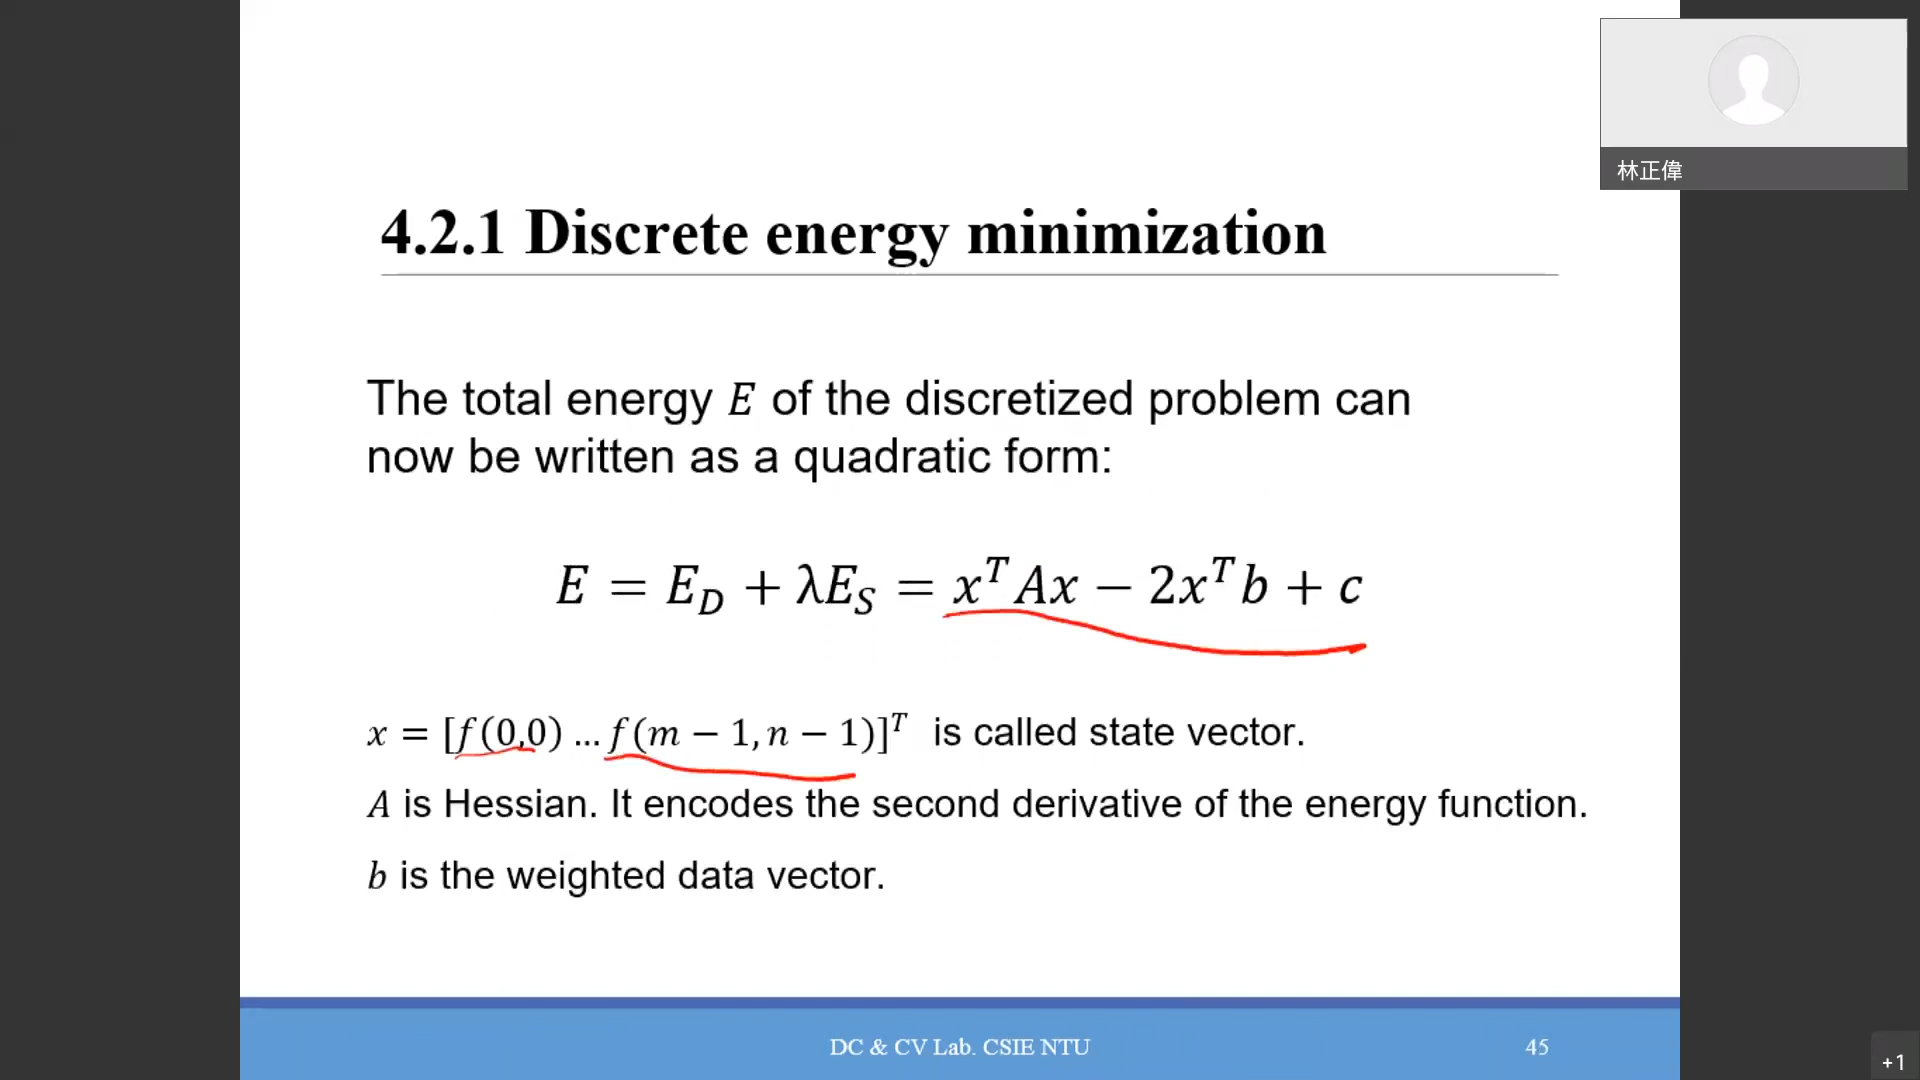 林正偉
4.2.1 Discrete energy minimization
The total energy E of the discretized problem can
now be written as a quadratic form:
E = E_D + λE_S = x^T Ax − 2x^T b + c
x = [f(0,0) … f(m − 1, n − 1)]^T is called state vector.
A is Hessian. It encodes the second derivative of the energy function.
b is the weighted data vector.
DC & CV Lab. CSIE NTU
45
+1